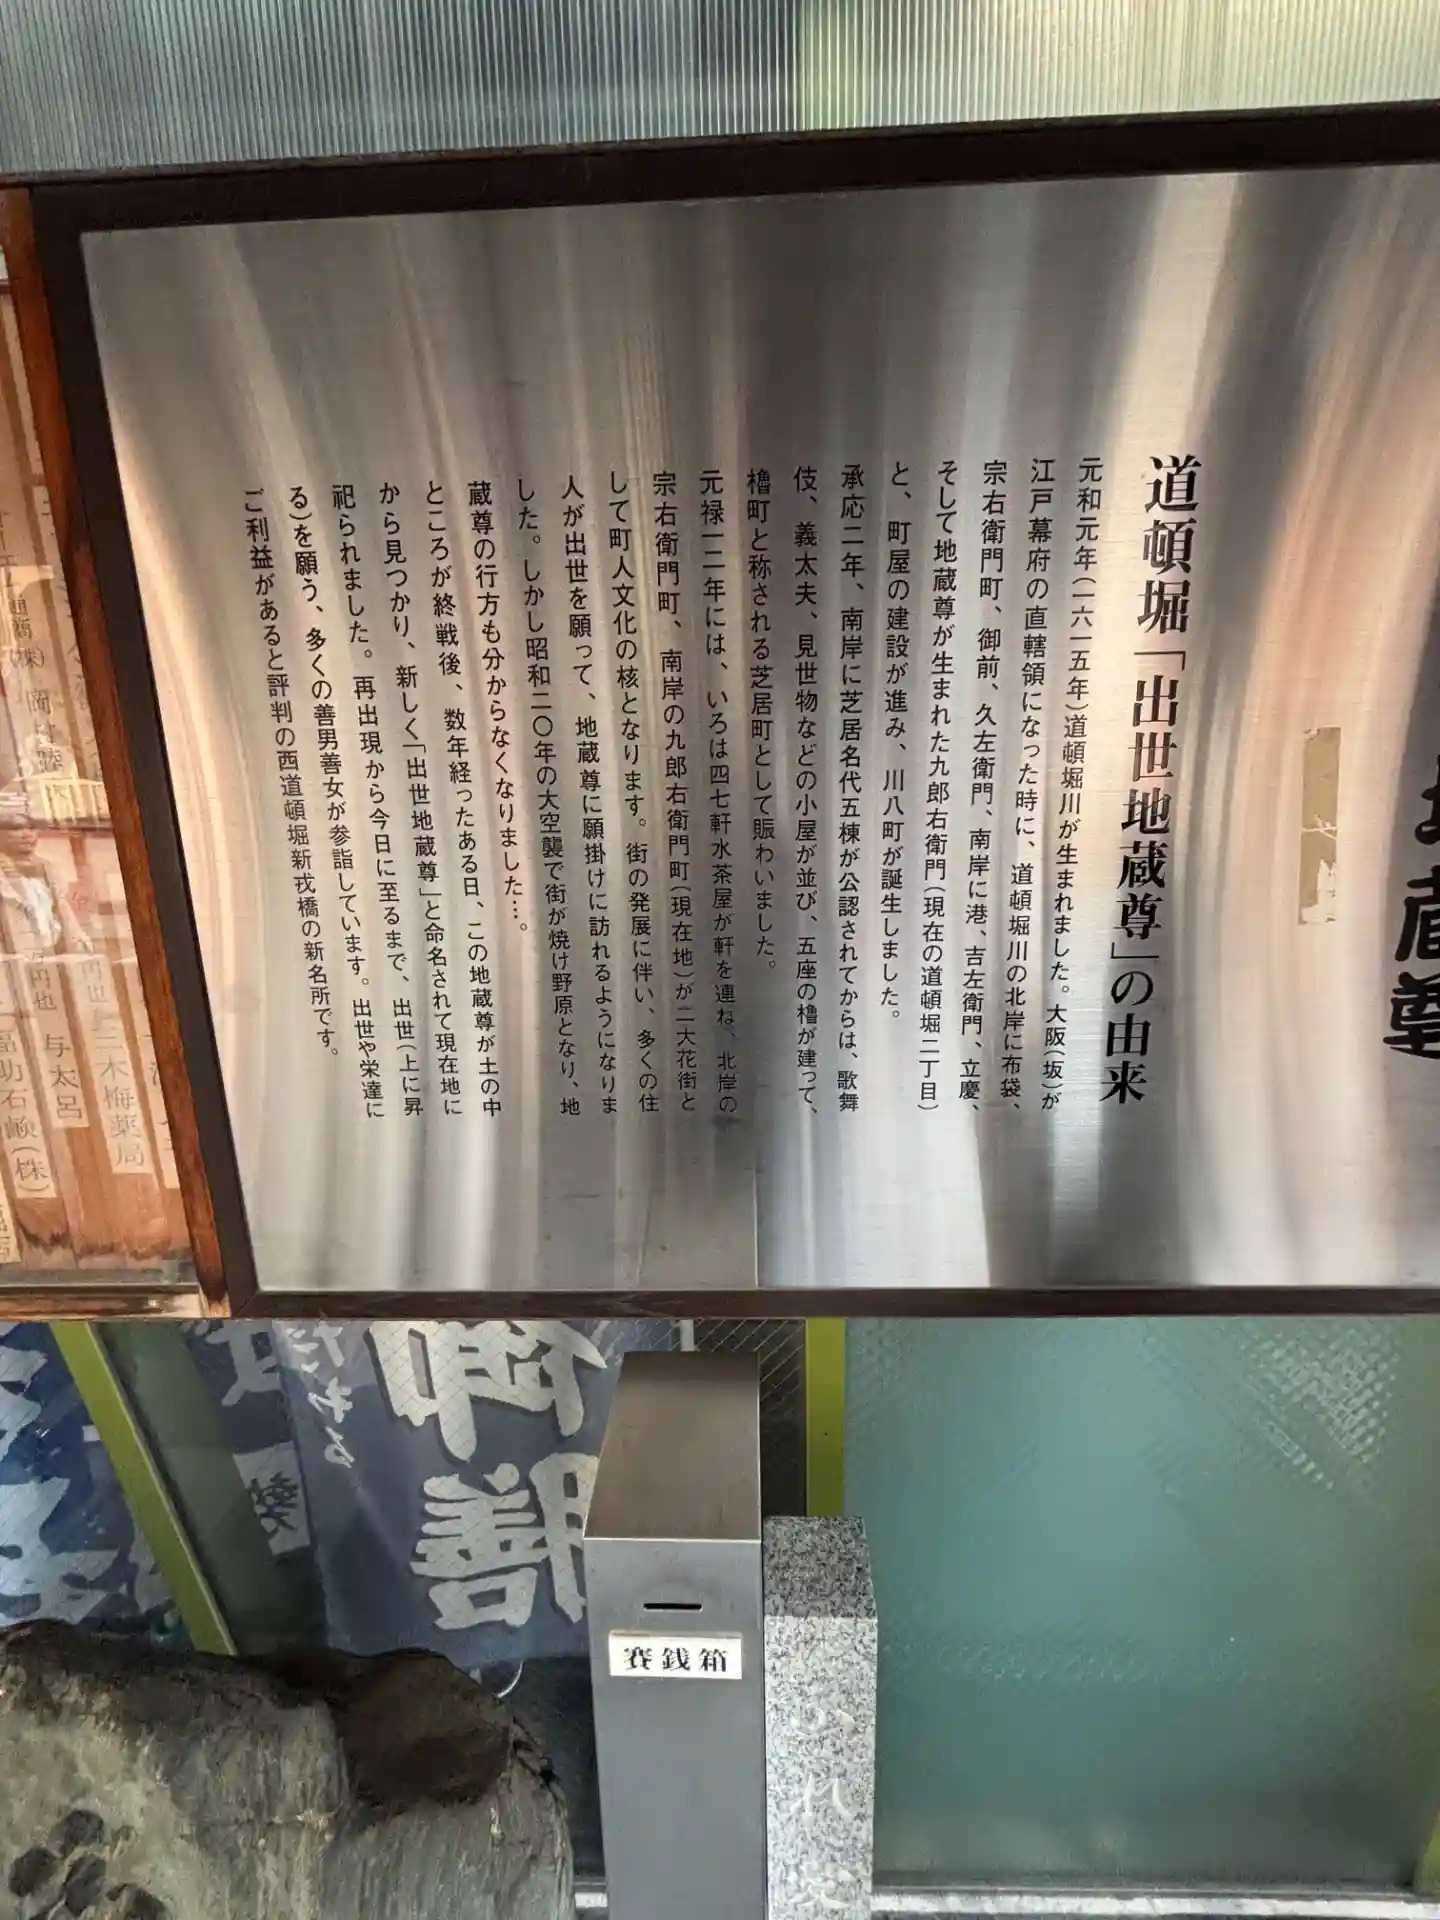 地蔵尊
道頓堀「出世地蔵尊」の由来
元和元年(一六一五年)道頓堀川が生まれました。大阪(坂)が
江戸幕府の直轄領になった時に、道頓堀川の北岸に布袋、
宗右衛門町、御前、久左衛門、南岸に港、吉左衛門、立慶、
そして地蔵尊が生まれた九郎右衛門(現在の道頓堀二丁目)
と、町屋の建設が進み、川八町が誕生しました。
承応二年、南岸に芝居名代五棟が公認されてからは、歌舞
伎、義太夫、見世物などの小屋が並び、五座の櫓が建って、
櫓町と称される芝居町として賑わいました。
元禄一二年には、いろは四七軒水茶屋が軒を連ね、北岸の
宗右衛門町、南岸の九郎右衛門町(現在地)が二大花街と
して町人文化の核となります。街の発展に伴い、多くの住
人が出世を願って、地蔵尊に願掛けに訪れるようになりま
した。しかし昭和二〇年の大空襲で街が焼け野原となり、地
蔵尊の行方も分からなくなりました…。
ところが終戦後、数年経ったある日、この地蔵尊が土の中
から見つかり、新しく「出世地蔵尊」と命名されて現在地に
祀られました。再出現から今日に至るまで、出世(上に昇
る)を願う、多くの善男善女が参詣しています。出世や栄達に
ご利益があると評判の西道頓堀新戎橋の新名所です。
三木梅薬局
与太呂
石鹸(株)
賽銭箱